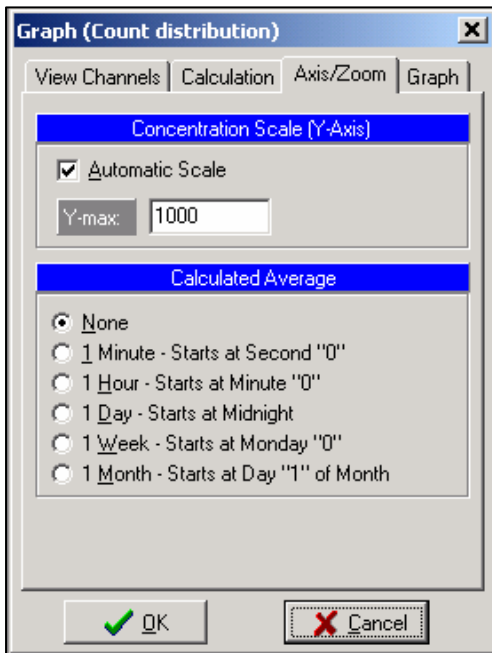 Graph (Count distribution)
View Channels Calculation Axis/Zoom Graph
Concentration Scale (Y-Axis)
Automatic Scale
Y-max: 1000
Calculated Average
None
1 Minute - Starts at Second "0"
1 Hour - Starts at Minute "0"
1 Day - Starts at Midnight
1 Week - Starts at Monday "0"
1 Month - Starts at Day "1" of Month
OK Cancel